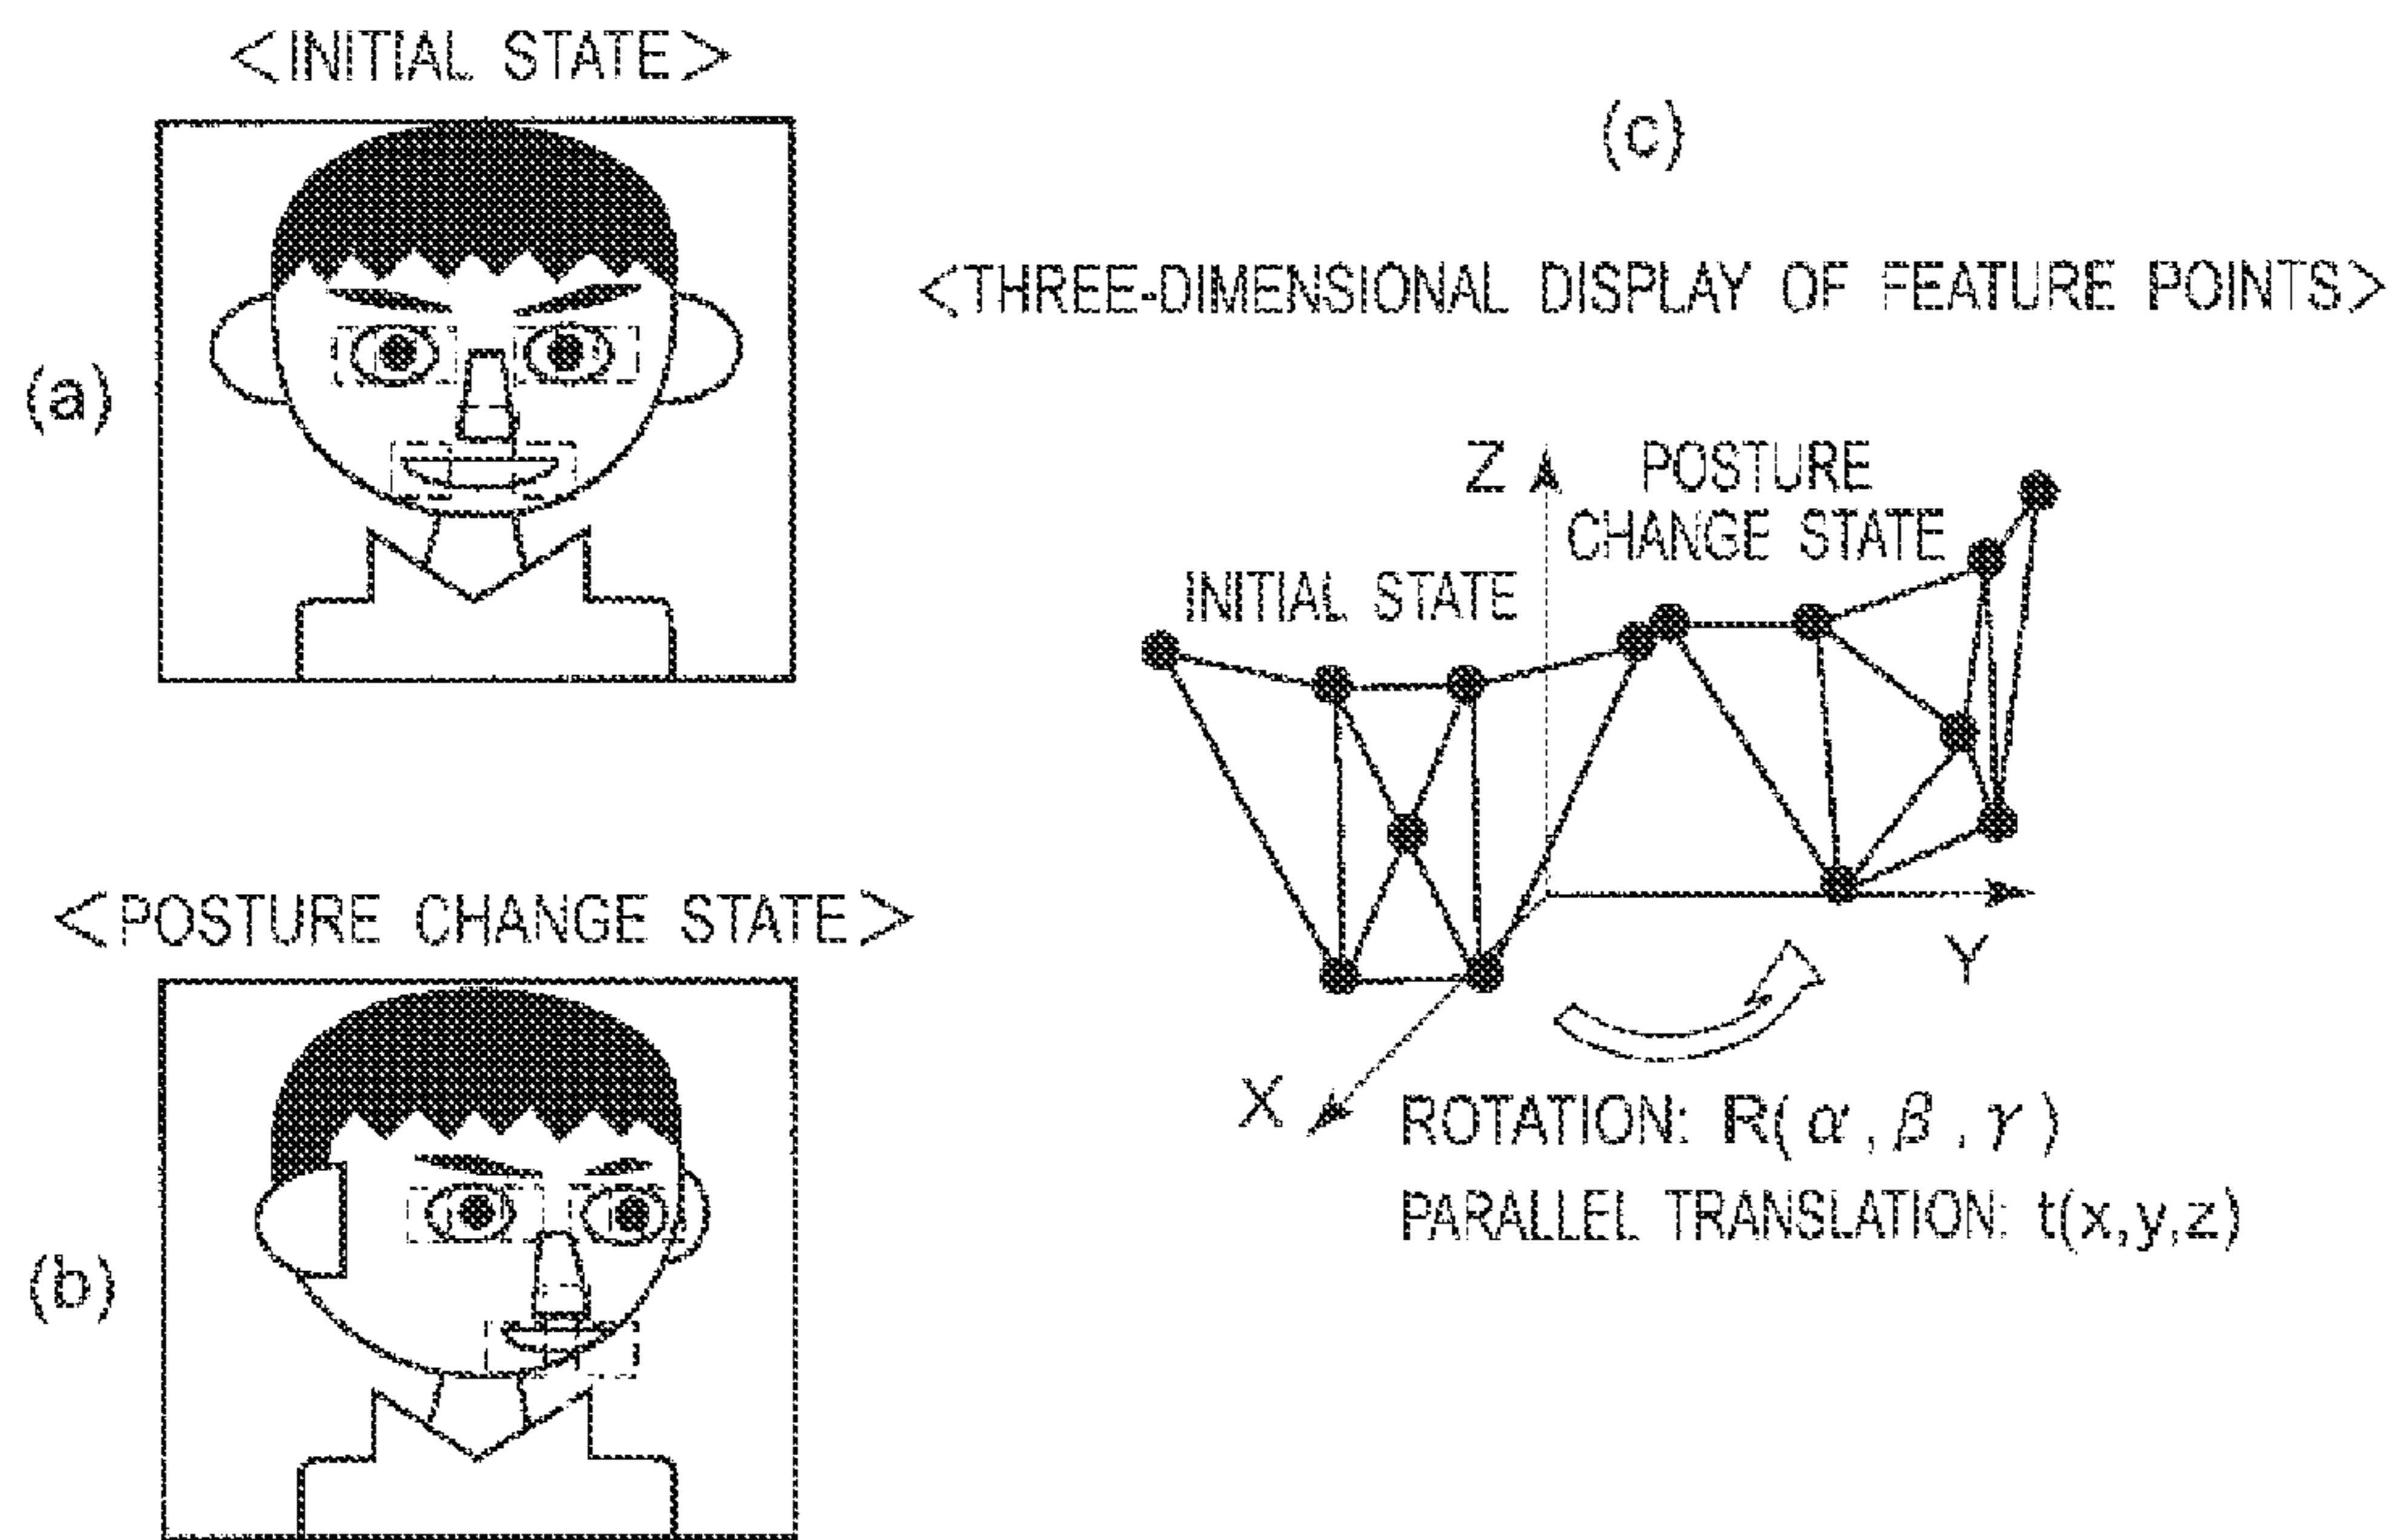 <INITIAL STATE>
(a)
<POSTURE CHANGE STATE>
(b)
(c)
<THREE-DIMENSIONAL DISPLAY OF FEATURE POINTS>
Z
POSTURE
CHANGE STATE
INITIAL STATE
Y
X
ROTATION: R(α,β,γ)
PARALLEL TRANSLATION: t(x,y,z)